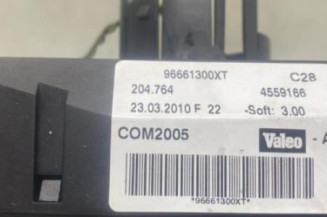 96661300XT C28
204.764 4559166
23.03.2010 F 22 -Soft: 3.00
COM2005 Valeo - A
*96661300XT*